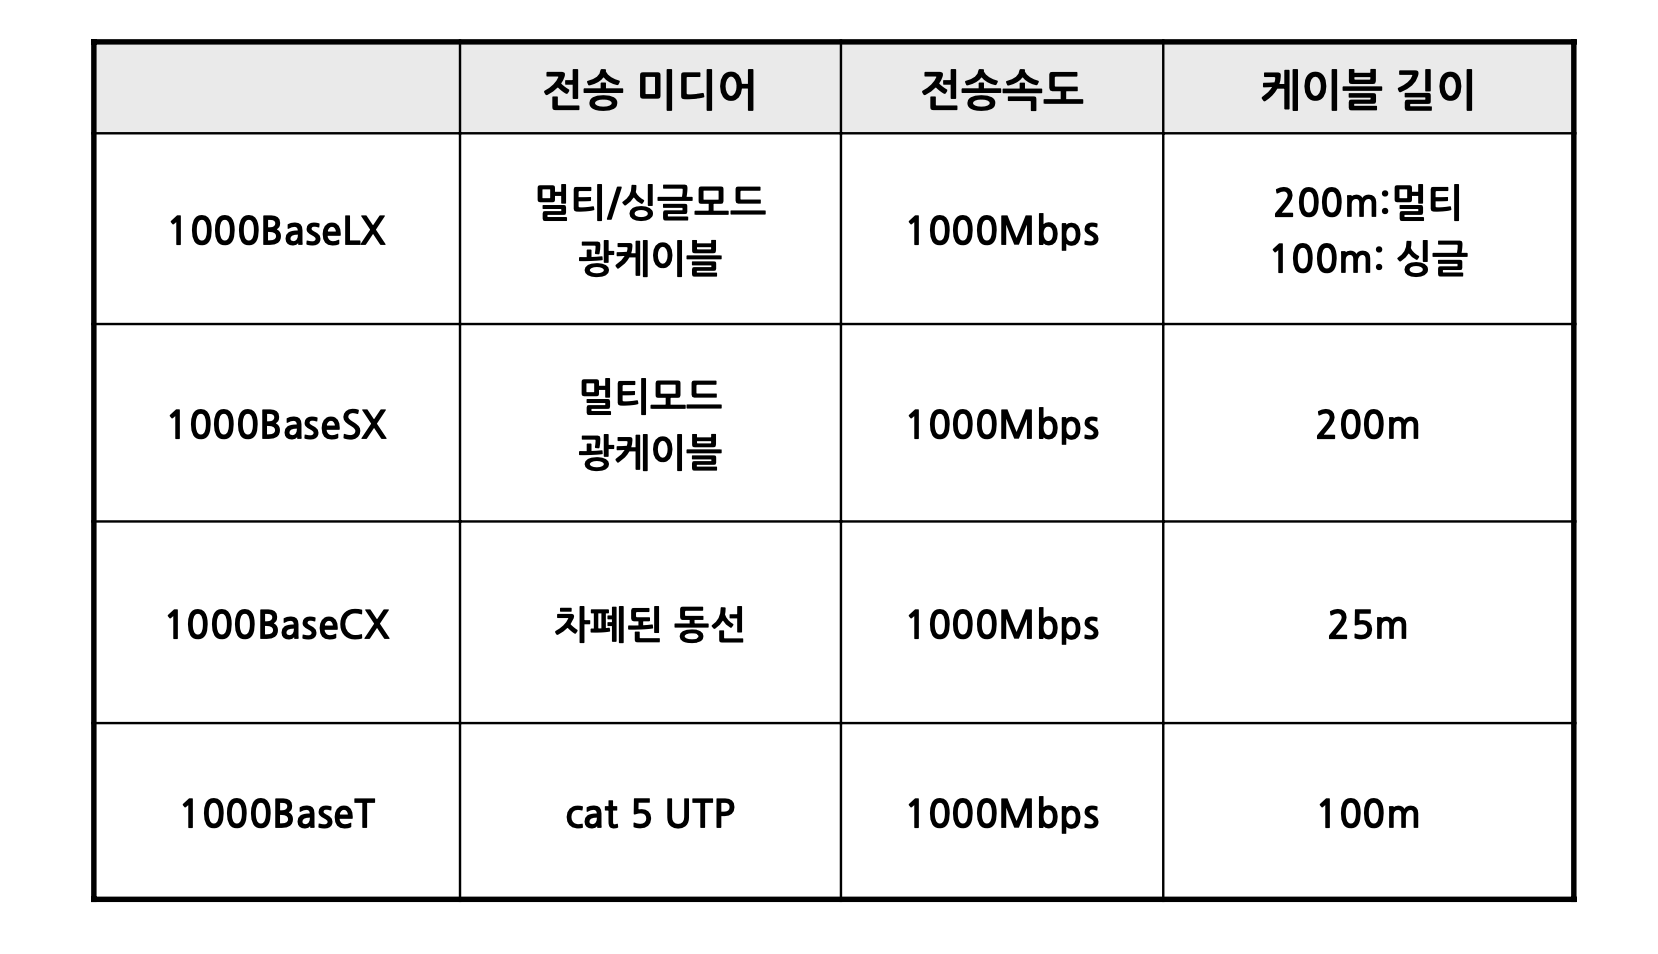 전송 미디어
전송속도
케이블 길이
1000BaseLX
멀티/싱글모드
광케이블
1000Mbps
200m:멀티
100m: 싱글
1000BaseSX
멀티모드
광케이블
1000Mbps
200m
1000BaseCX
차폐된 동선
1000Mbps
25m
1000BaseT
cat 5 UTP
1000Mbps
100m